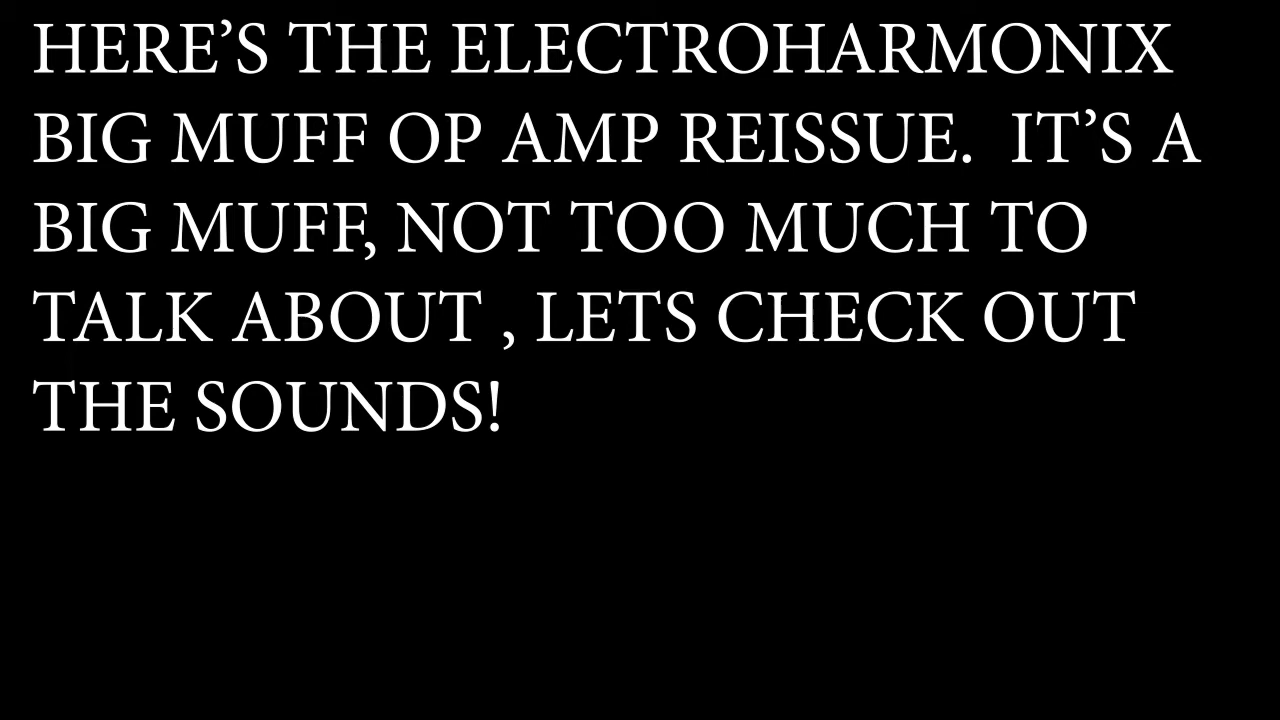 HERE’S THE ELECTROHARMONIX
BIG MUFF OP AMP REISSUE.  IT’S A
BIG MUFF, NOT TOO MUCH TO
TALK ABOUT , LETS CHECK OUT
THE SOUNDS!